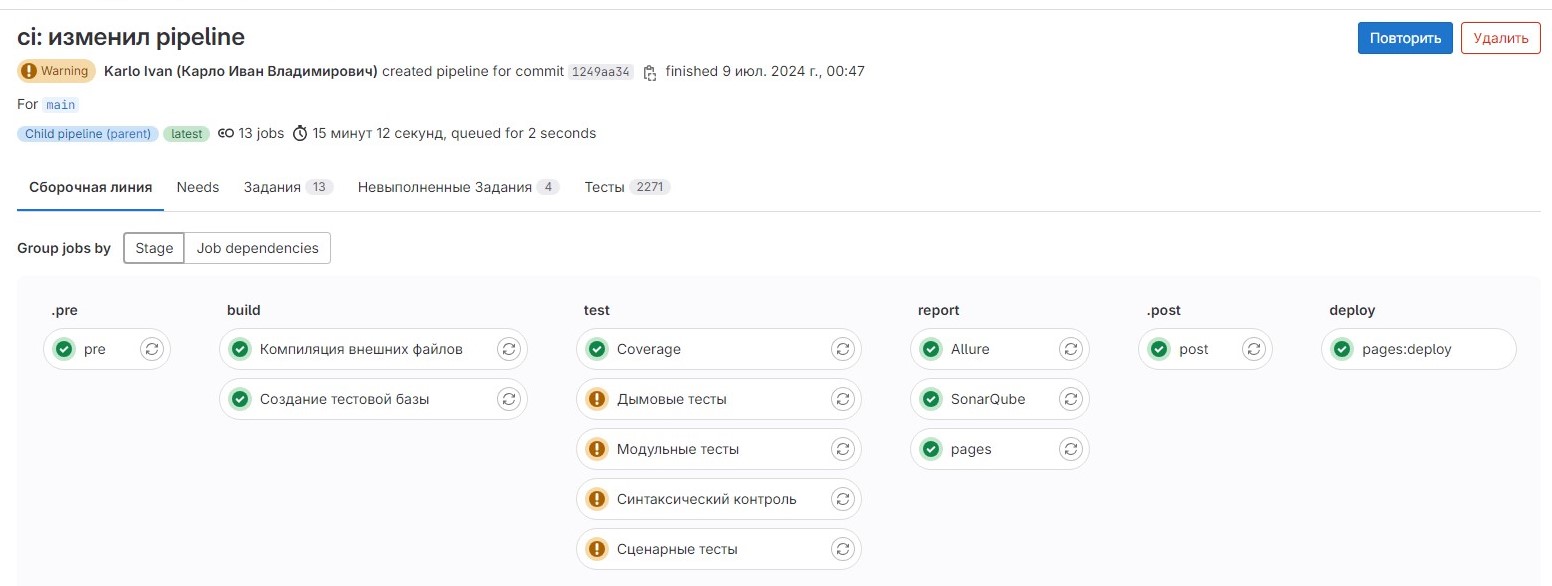 ci: изменил pipeline
Повторить
Удалить
Warning Karlo Ivan (Карло Иван Владимирович) created pipeline for commit 1249aa34 finished 9 июл. 2024 г., 00:47
For main
Child pipeline (parent) latest 13 jobs 15 минут 12 секунд, queued for 2 seconds
Сборочная линия Needs Задания 13 Невыполненные Задания 4 Тесты 2271
Group jobs by Stage Job dependencies
.pre
pre
build
Компиляция внешних файлов
Создание тестовой базы
test
Coverage
Дымовые тесты
Модульные тесты
Синтаксический контроль
Сценарные тесты
report
Allure
SonarQube
pages
.post
post
deploy
pages:deploy